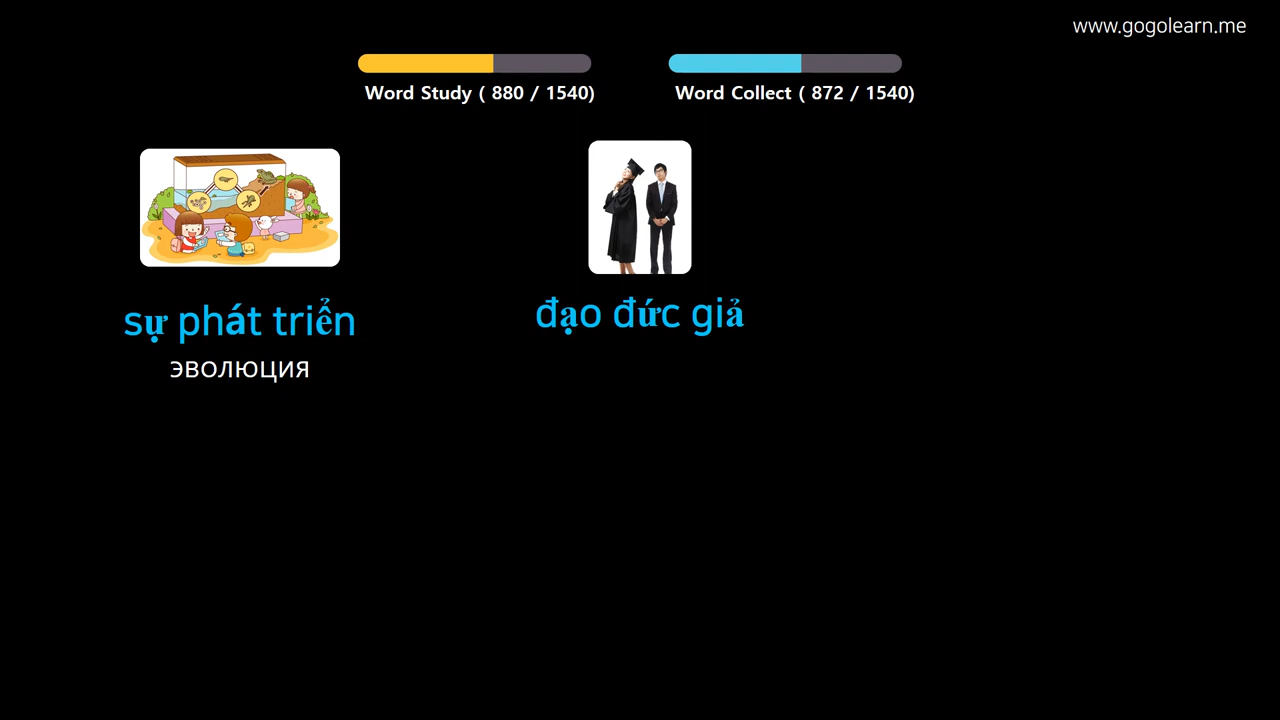 www.gogolearn.me
Word Study ( 880 / 1540)
Word Collect ( 872 / 1540)
sự phát triển
эволюция
đạo đức giả